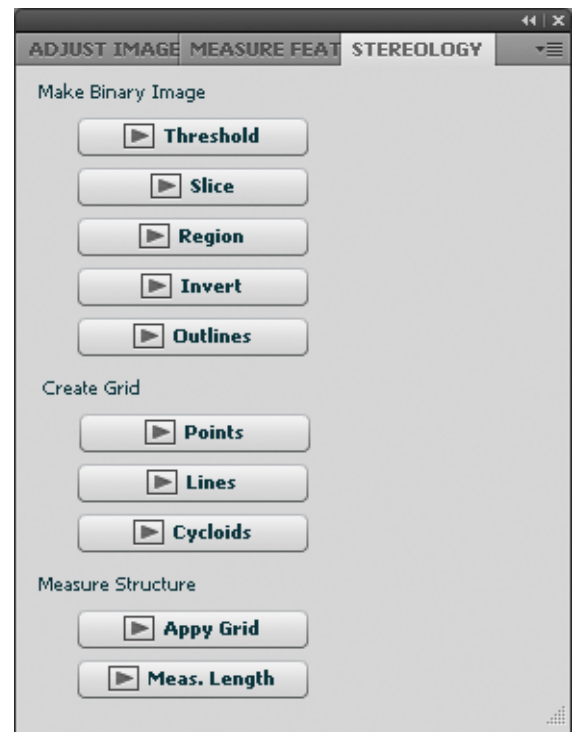 ADJUST IMAGE MEASURE FEAT STEREOLOGY
Make Binary Image
Threshold
Slice
Region
Invert
Outlines
Create Grid
Points
Lines
Cycloids
Measure Structure
Appy Grid
Meas. Length